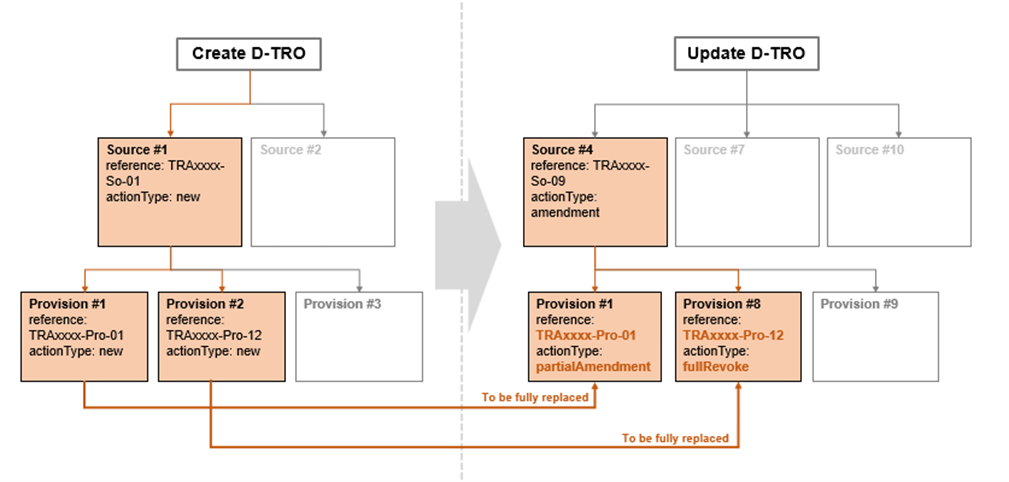 Create D-TRO
Update D-TRO
Source #1
reference: TRAxxxx-
So-01
actionType: new
Source #2
Source #4
reference: TRAxxxx-
So-09
actionType:
amendment
Source #7
Source #10
Provision #1
reference:
TRAxxxx-Pro-01
actionType: new
Provision #2
reference:
TRAxxxx-Pro-12
actionType: new
Provision #3
Provision #1
reference:
TRAxxxx-Pro-01
actionType:
partialAmendment
Provision #8
reference:
TRAxxxx-Pro-12
actionType:
fullRevoke
Provision #9
To be fully replaced
To be fully replaced